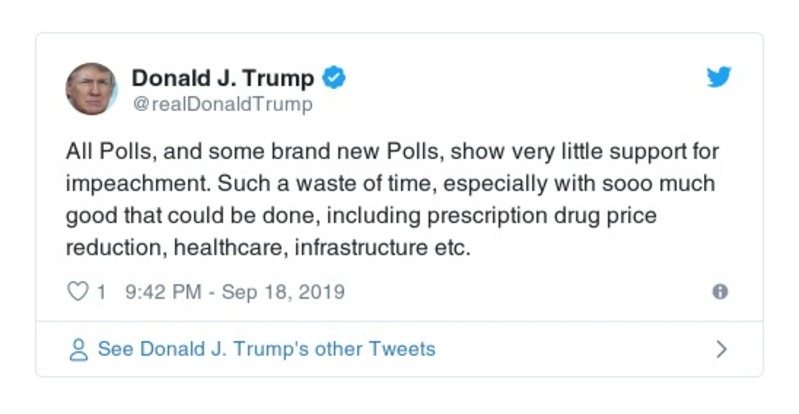 Donald J. Trump
@realDonaldTrump
All Polls, and some brand new Polls, show very little support for
impeachment. Such a waste of time, especially with sooo much
good that could be done, including prescription drug price
reduction, healthcare, infrastructure etc.
1 9:42 PM - Sep 18, 2019
See Donald J. Trump's other Tweets